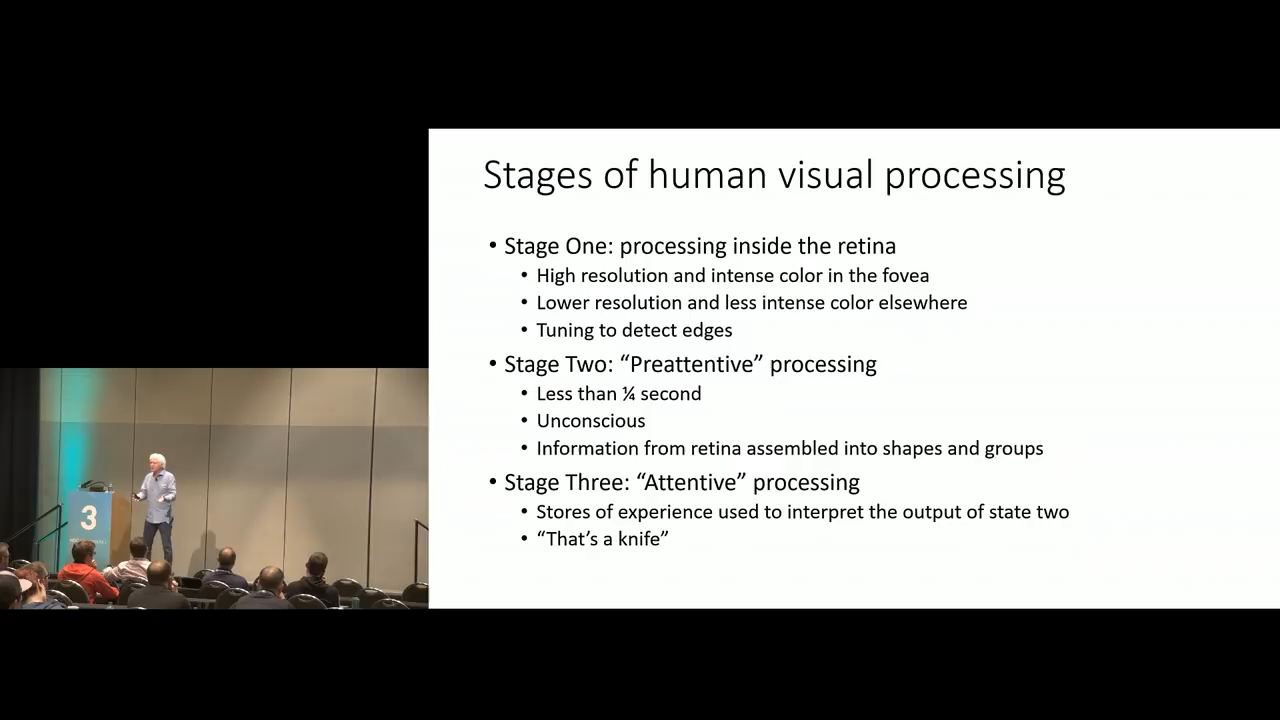 Stages of human visual processing
• Stage One: processing inside the retina
• High resolution and intense color in the fovea
• Lower resolution and less intense color elsewhere
• Tuning to detect edges
• Stage Two: “Preattentive” processing
• Less than ¼ second
• Unconscious
• Information from retina assembled into shapes and groups
• Stage Three: “Attentive” processing
• Stores of experience used to interpret the output of state two
• “That’s a knife”
3